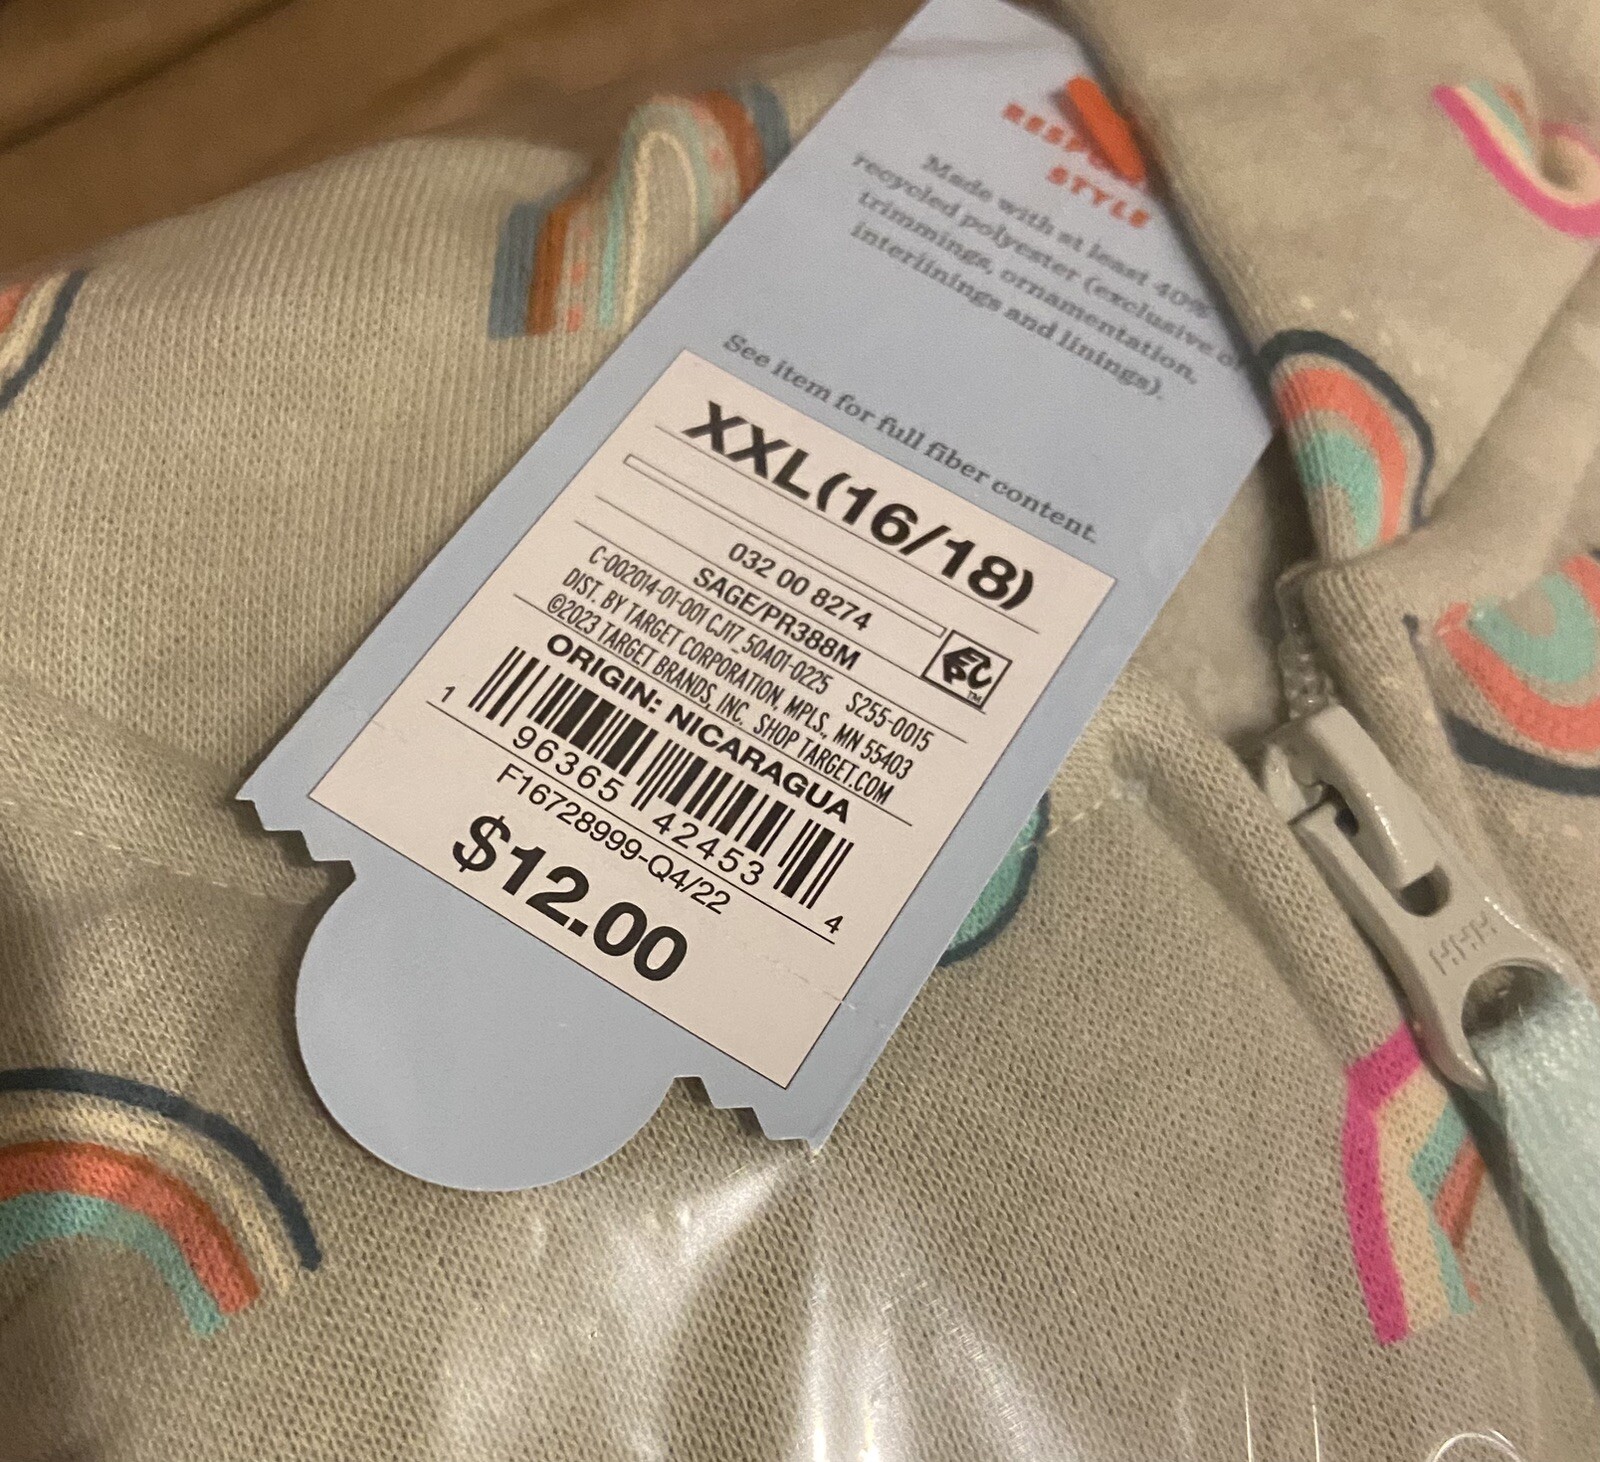 STYLE
Made with at least 40%
recycled polyester (exclusive of
trimmings, ornamentation,
interlinings and linings).
See item for full fiber content.
XXL(16/18)
032 00 8274
SAGE/PR388M
C-002014-01-001 CJ17_50A01-0225 S255-0015
DIST. BY TARGET CORPORATION, MPLS., MN 55403
©2023 TARGET BRANDS, INC. SHOP TARGET.COM
ORIGIN: NICARAGUA
1 96365 42453 4
F16728999-Q4/22
$12.00